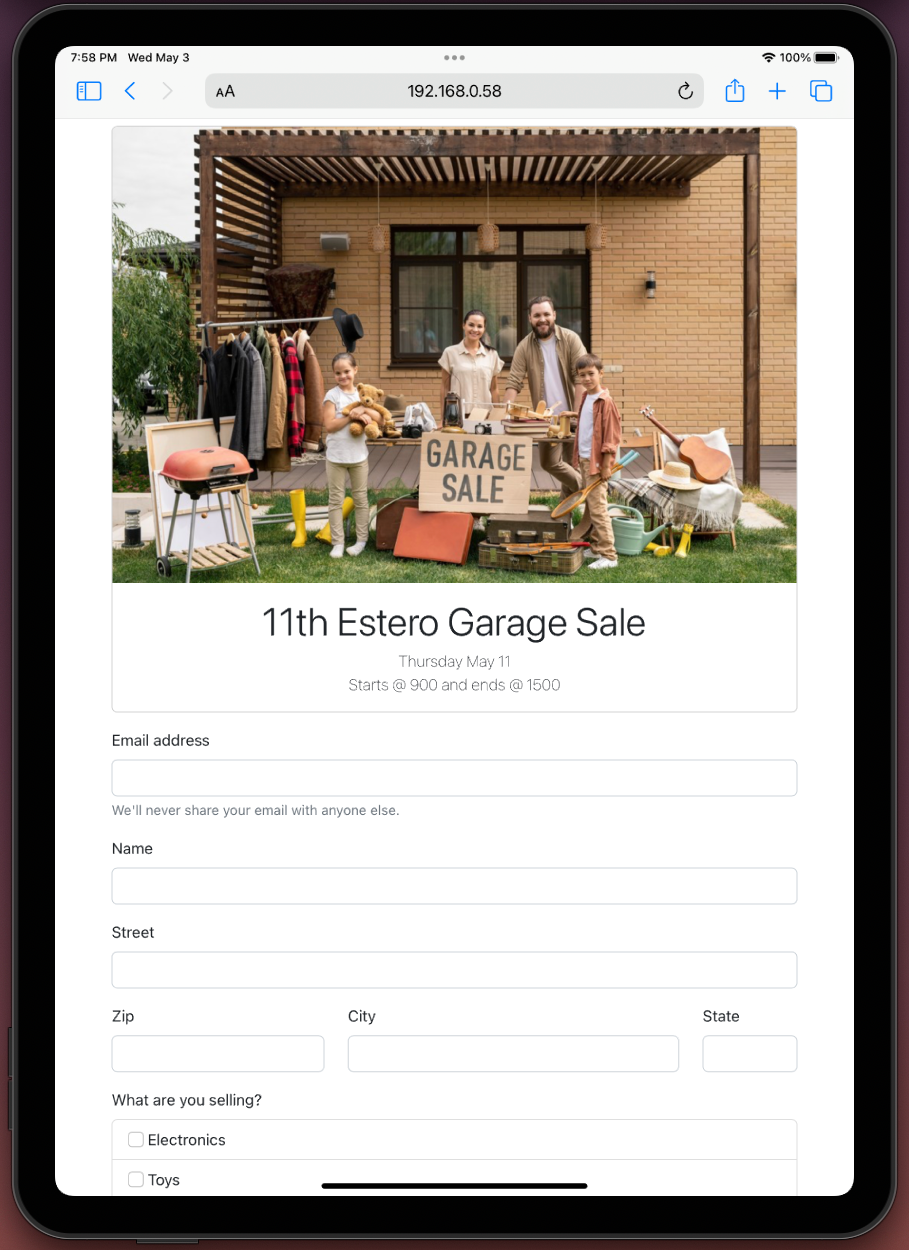 7:58 PM Wed May 3
100%
AA
192.168.0.58
GARAGE
SALE
11th Estero Garage Sale
Thursday May 11
Starts @ 900 and ends @ 1500
Email address
We'll never share your email with anyone else.
Name
Street
Zip City State
What are you selling?
Electronics
Toys